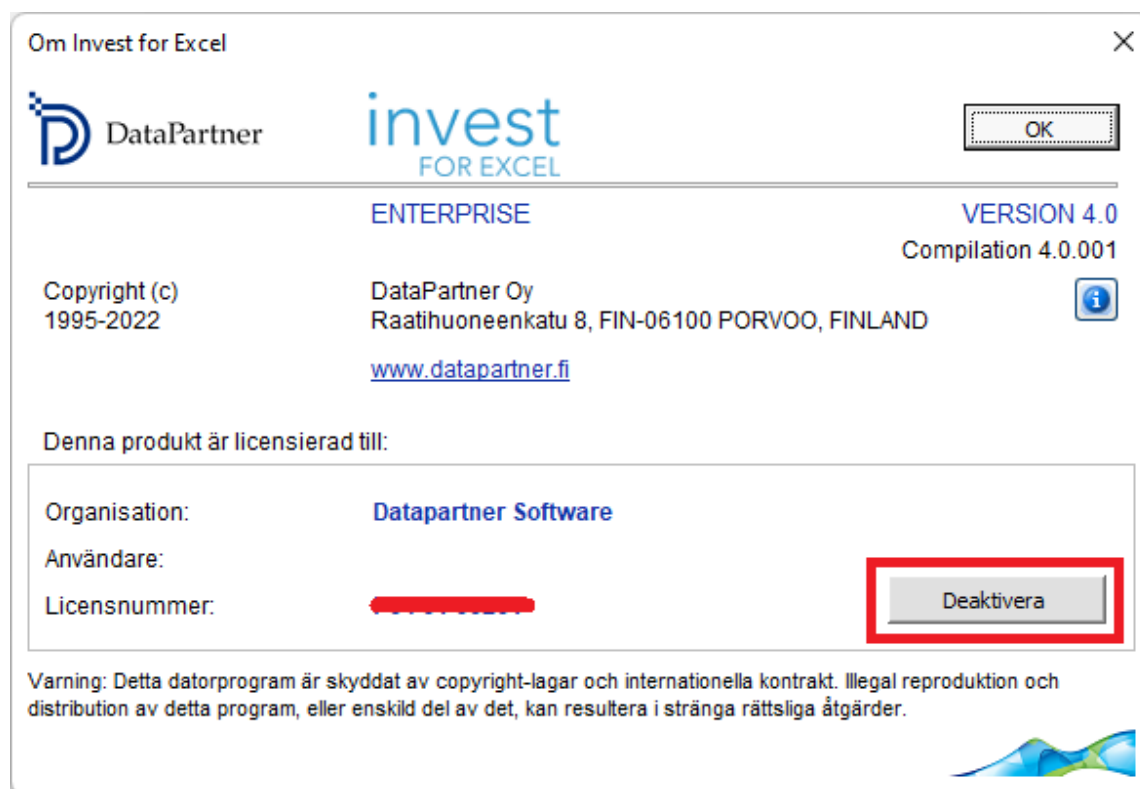 Om Invest for Excel
DataPartner
invest
FOR EXCEL
OK
ENTERPRISE
VERSION 4.0
Compilation 4.0.001
Copyright (c)
1995-2022
DataPartner Oy
Raatihuoneenkatu 8, FIN-06100 PORVOO, FINLAND
www.datapartner.fi
Denna produkt är licensierad till:
Organisation:
Datapartner Software
Användare:
Licensnummer:
Deaktivera
Varning: Detta datorprogram är skyddat av copyright-lagar och internationella kontrakt. Illegal reproduktion och
distribution av detta program, eller enskild del av det, kan resultera i stränga rättsliga åtgärder.